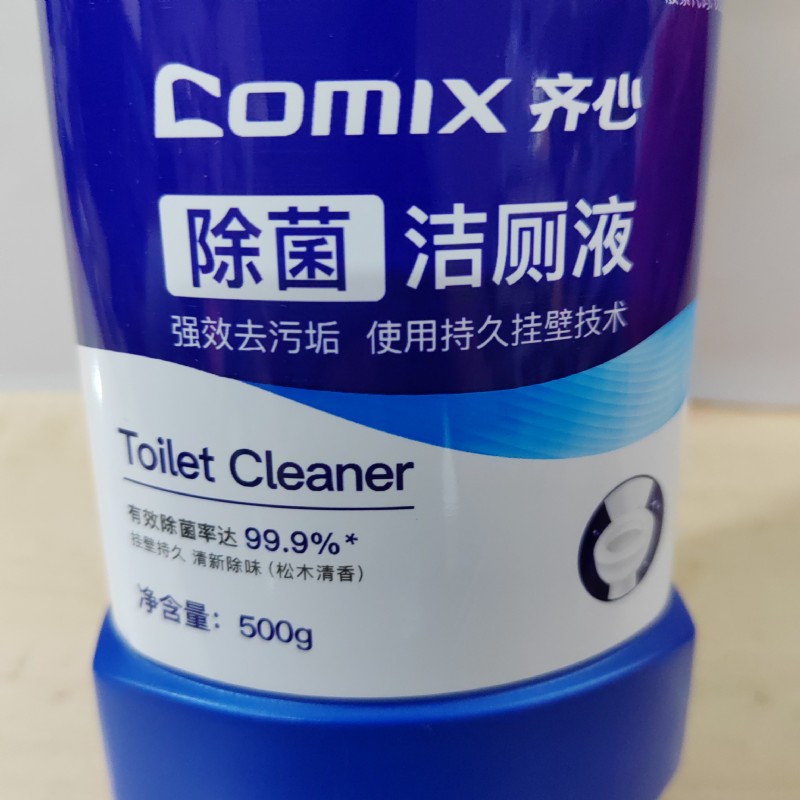 Comix 齐心
除菌 洁厕液
强效去污垢 使用持久挂壁技术
Toilet Cleaner
有效除菌率达 99.9%*
挂壁持久 清新除味（松木清香）
净含量：500g